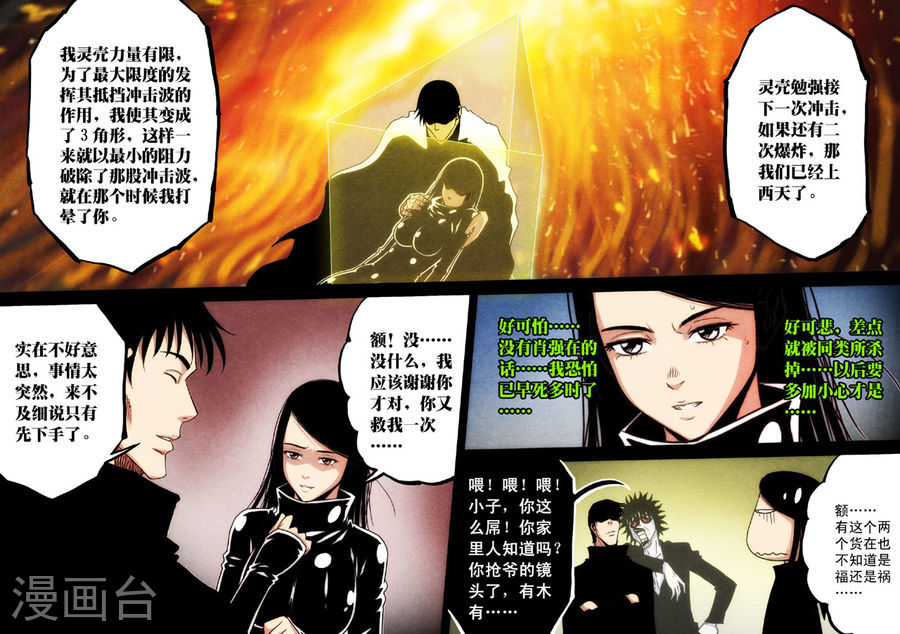 我灵壳力量有限，
为了最大限度的发
挥其抵挡冲击波的
作用，我使其变成
了3角形，这样一
来就以最小的阻力
破除了那股冲击波，
就在那个时候我打
晕了你。
灵壳勉强接
下一次冲击，
如果还有二
次爆炸，那
我们已经上
西天了。
实在不好意
思，事情太
突然，来不
及细说只有
先下手了。
额！没……
没什么，我
应该谢谢你
才对，你又
救我一次
……
好可怕……
没有肖强在的
话……我恐怕
已早死多时了
……
好可悲，差点
就被同类所杀
掉……以后要
多加小心才是
……
喂！喂！喂！
小子，你这
么屌！你家
里人知道吗？
你抢爷的镜
头了，有木
有……
额……
有这个两
个货在也
不知道是
福还是祸
漫画台